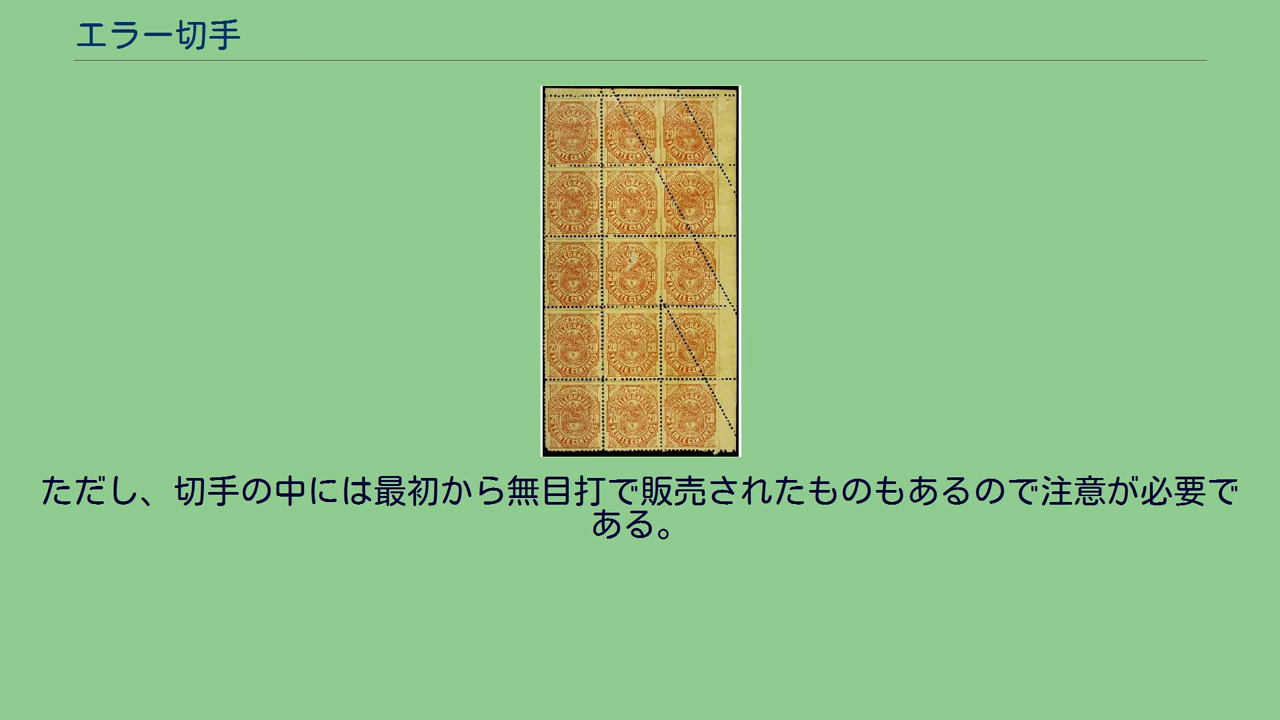 エラー切手
ただし、切手の中には最初から無目打で販売されたものもあるので注意が必要で
ある。